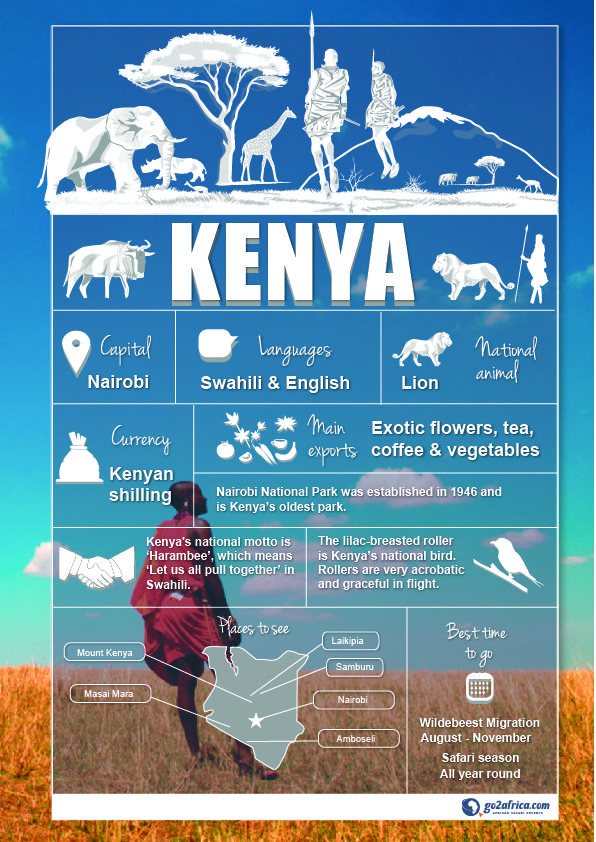 KENYA
Capital
Nairobi
Languages
Swahili & English
National
animal
Lion
Currency
Kenyan
shilling
Main
exports
Exotic flowers, tea,
coffee & vegetables
Nairobi National Park was established in 1946 and
is Kenya's oldest park.
Kenya's national motto is
'Harambee', which means
'Let us all pull together' in
Swahili.
The lilac-breasted roller
is Kenya's national bird.
Rollers are very acrobatic
and graceful in flight.
Places to see
Mount Kenya
Masai Mara
Laikipia
Samburu
Nairobi
Amboseli
Best time
to go
Wildebeest Migration
August - November
Safari season
All year round
go2africa.com
AFRICAN SAFARI EXPERTS